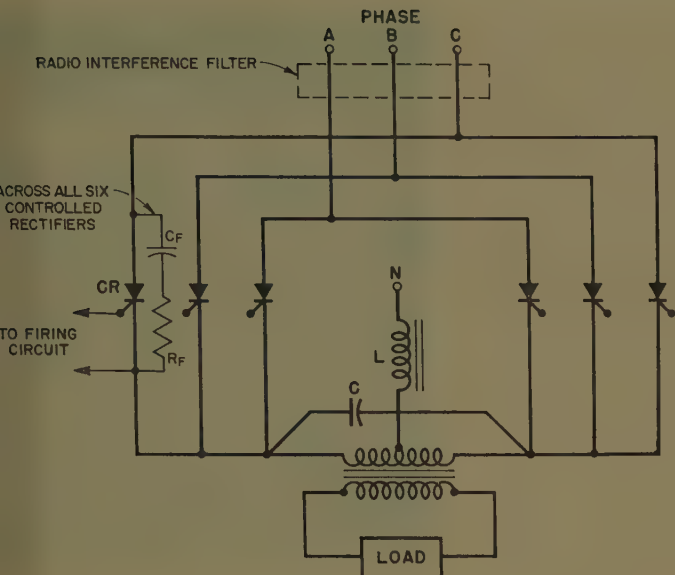 PHASE
A B C
RADIO INTERFERENCE FILTER
ACROSS ALL SIX
CONTROLLED
RECTIFIERS
CF
CR
RF
TO FIRING
CIRCUIT
N
L
C
LOAD